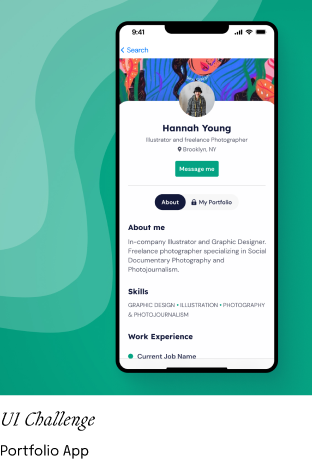 9:41
Search
Hannah Young
Illustrator and freelance Photographer
Brooklyn, NY
Message me
About
My Portfolio
About me
In-company Illustrator and Graphic Designer.
Freelance photographer specializing in Social
Documentary Photography and
Photojournalism.
Skills
GRAPHIC DESIGN • ILLUSTRATION • PHOTOGRAPHY
& PHOTOJOURNALISM
Work Experience
Current Job Name
UI Challenge
Portfolio App